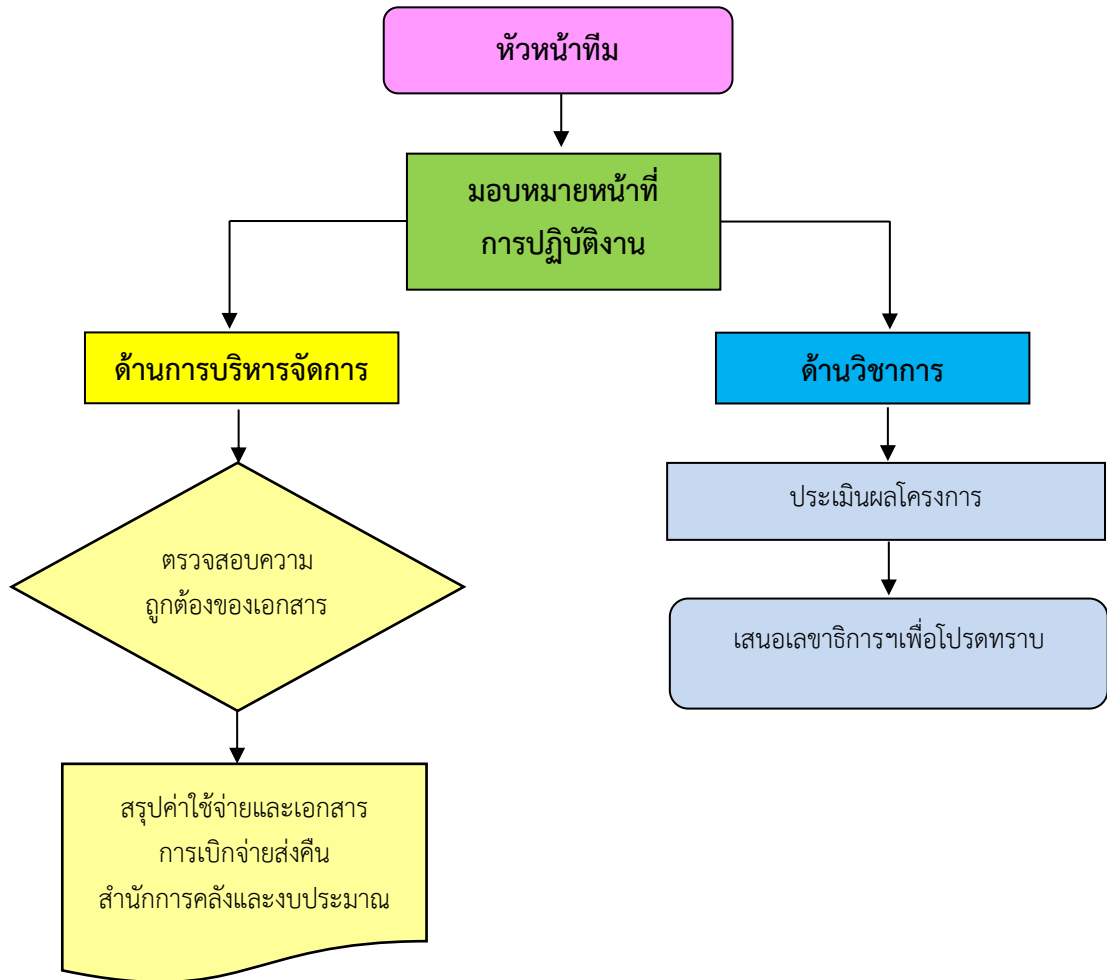 หัวหน้าทีม
มอบหมายหน้าที่
การปฏิบัติงาน
ด้านการบริหารจัดการ
ด้านวิชาการ
ตรวจสอบความ
ถูกต้องของเอกสาร
ประเมินผลโครงการ
เสนอเลขาธิการฯเพื่อโปรดทราบ
สรุปค่าใช้จ่ายและเอกสาร
การเบิกจ่ายส่งคืน
สำนักการคลังและงบประมาณ